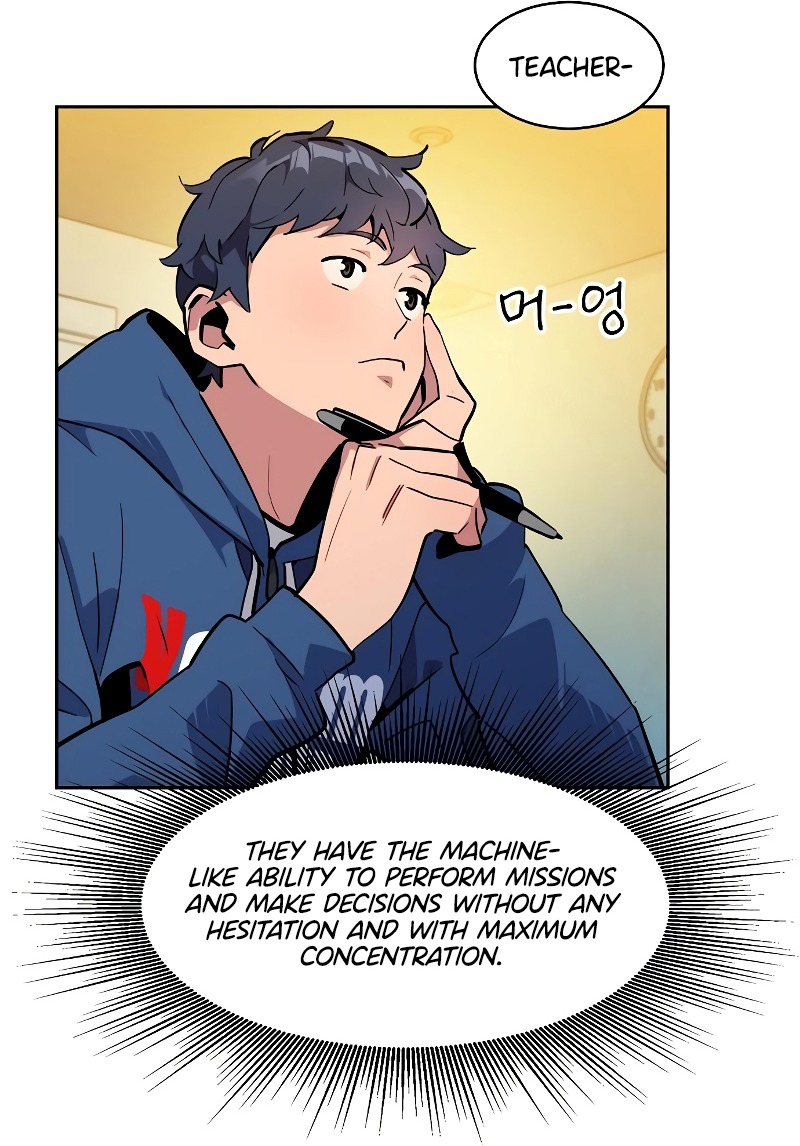 TEACHER-
머-엉
THEY HAVE THE MACHINE-
LIKE ABILITY TO PERFORM MISSIONS
AND MAKE DECISIONS WITHOUT ANY
HESITATION AND WITH MAXIMUM
CONCENTRATION.